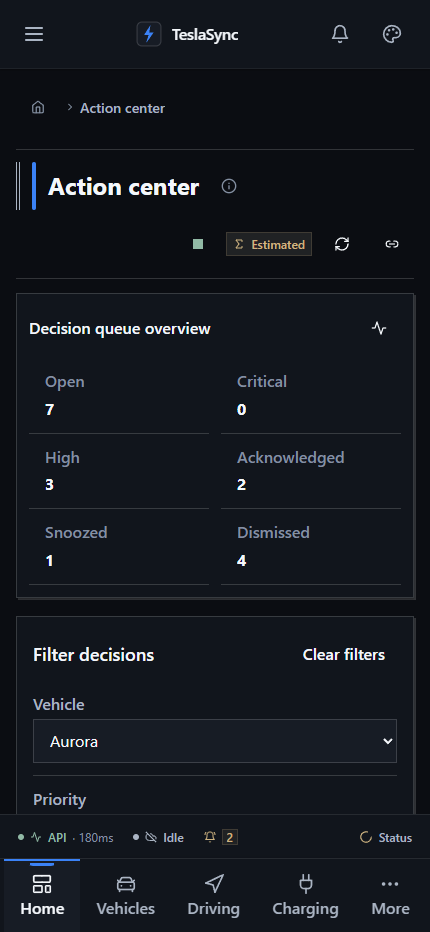 TeslaSync
Action center
Action center
Σ Estimated
Decision queue overview
Open
7
Critical
0
High
3
Acknowledged
2
Snoozed
1
Dismissed
4
Filter decisions
Clear filters
Vehicle
Aurora
Priority
API · 180ms
Idle
2
Status
Home
Vehicles
Driving
Charging
More